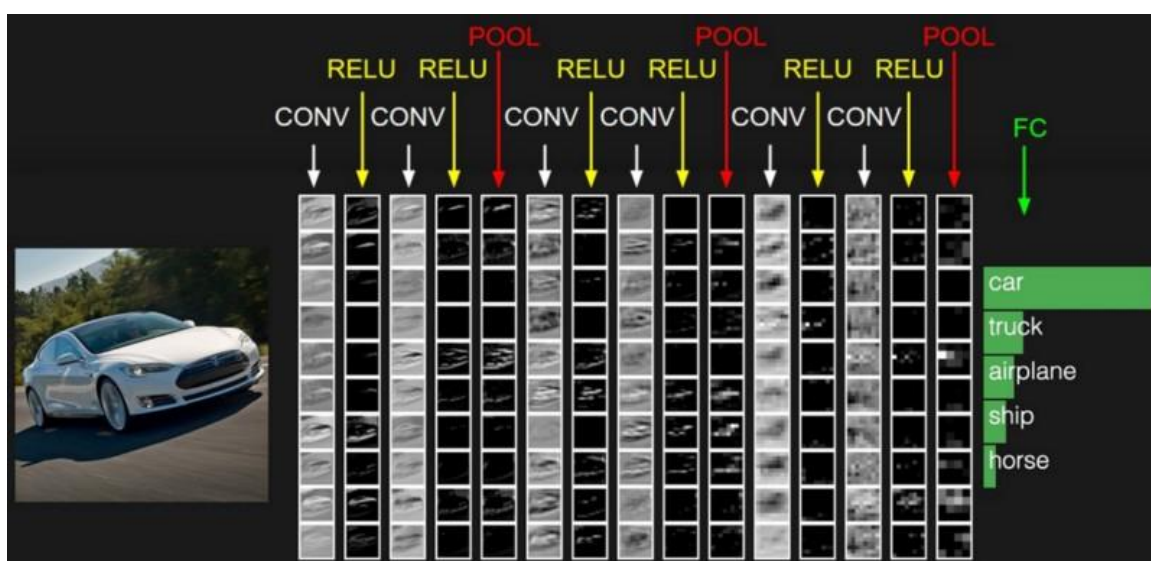 POOL POOL POOL
RELU RELU RELU RELU RELU RELU
CONV CONV CONV CONV CONV CONV
FC
car
truck
airplane
ship
horse